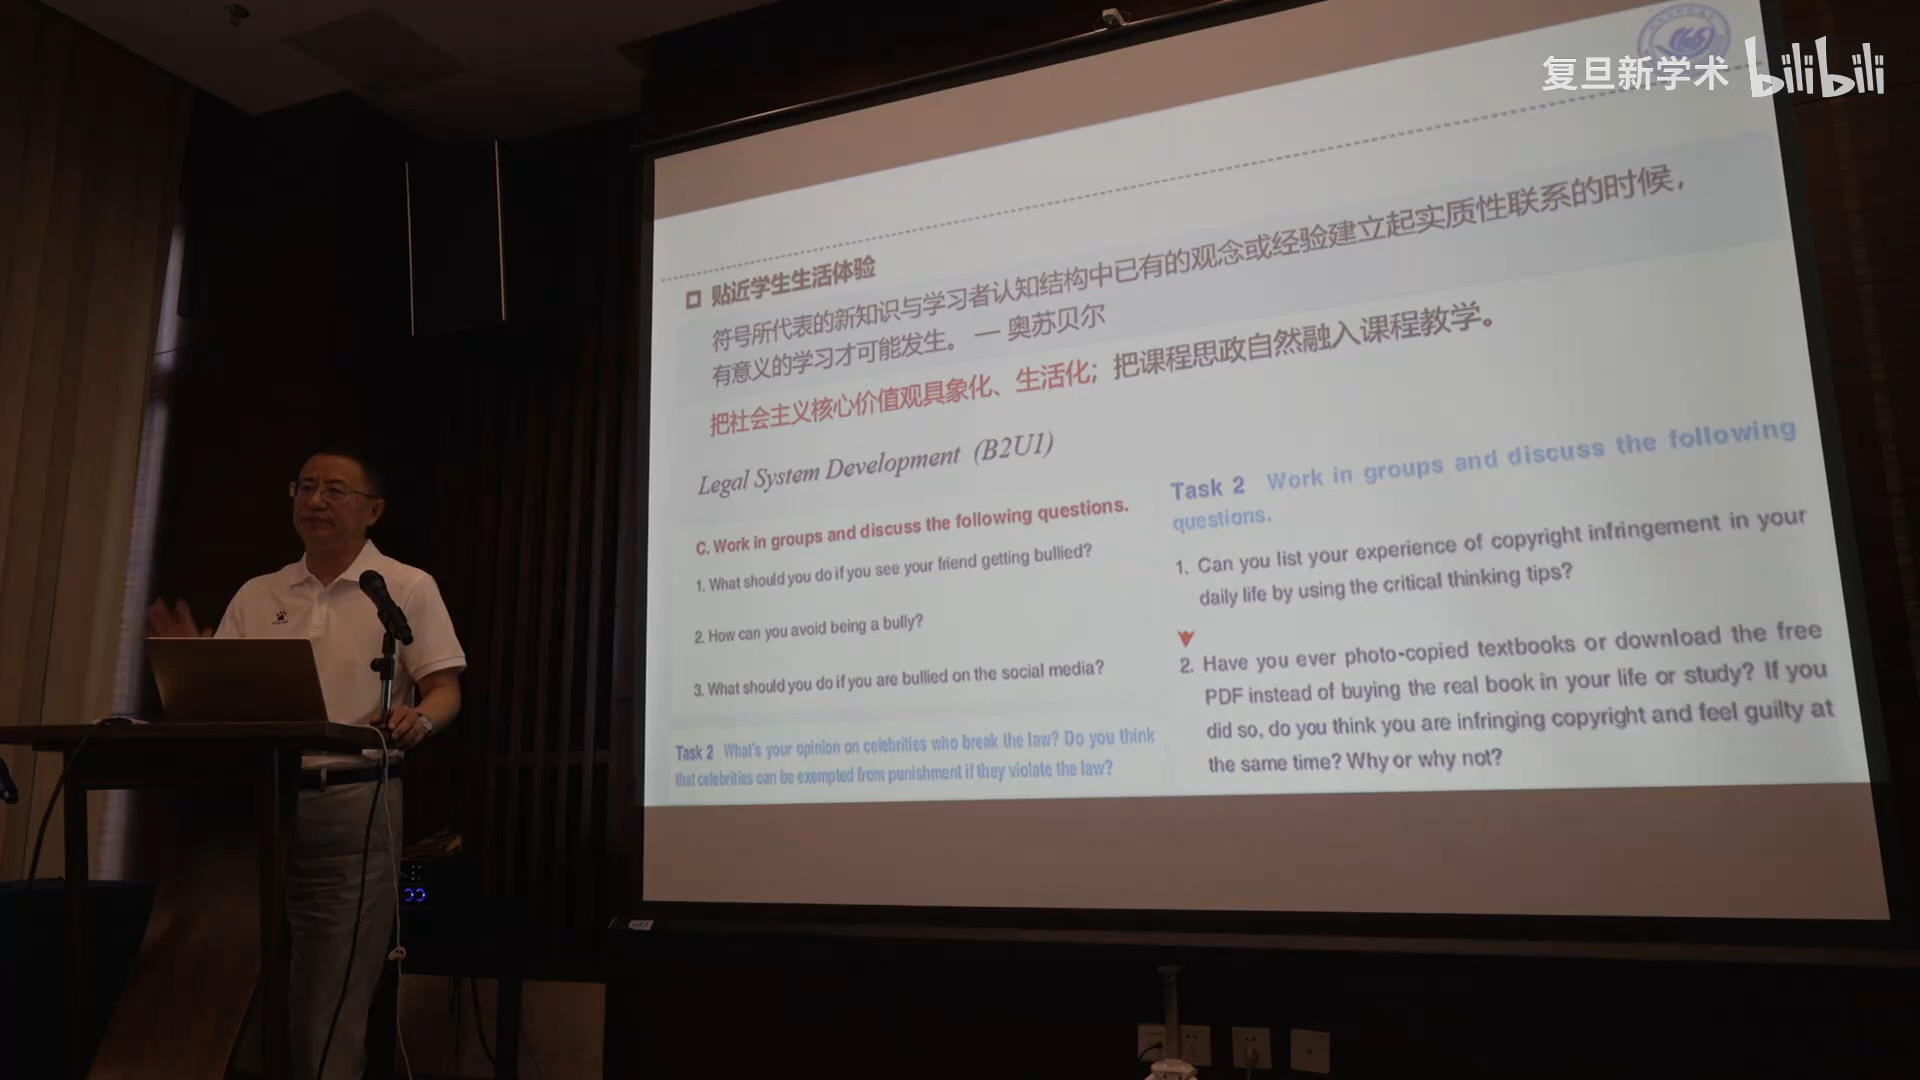 复旦新学术 bilibili
贴近学生生活体验
符号所代表的新知识与学习者认知结构中已有的观念或经验建立起实质性联系的时候，
有意义的学习才可能发生。— 奥苏贝尔
把社会主义核心价值观具象化、生活化；把课程思政自然融入课程教学。
Legal System Development (B2U1)
C. Work in groups and discuss the following questions.
1. What should you do if you see your friend getting bullied?
2. How can you avoid being a bully?
3. What should you do if you are bullied on the social media?
Task 2 What's your opinion on celebrities who break the law? Do you think
that celebrities can be exempted from punishment if they violate the law?
Task 2 Work in groups and discuss the following
questions.
1. Can you list your experience of copyright infringement in your
daily life by using the critical thinking tips?
2. Have you ever photo-copied textbooks or download the free
PDF instead of buying the real book in your life or study? If you
did so, do you think you are infringing copyright and feel guilty at
the same time? Why or why not?